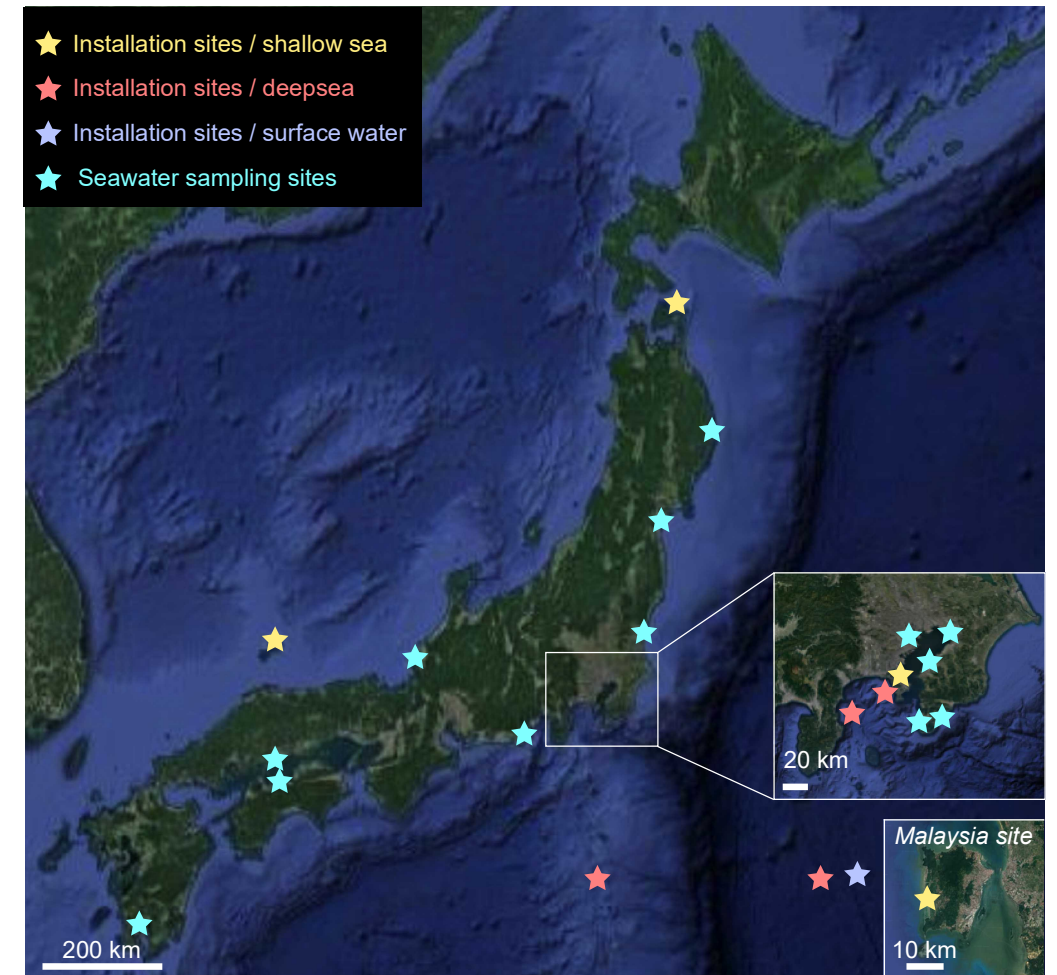 Installation sites / shallow sea
Installation sites / deepsea
Installation sites / surface water
Seawater sampling sites
20 km
Malaysia site
10 km
200 km